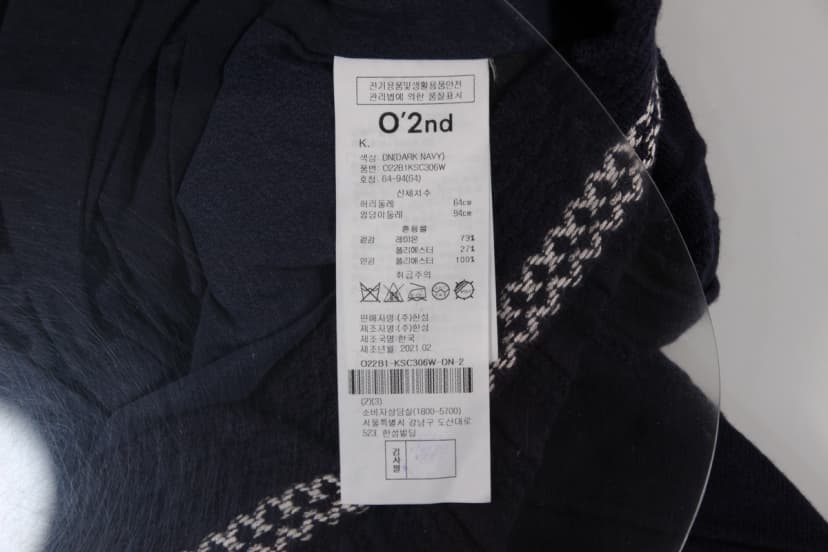 전기용품및생활용품안전
관리법에 의한 품질표시
O'2nd
K.
색상: DN(DARK NAVY)
품번: O22B1KSC306W
호칭: 64-94(64)
신체치수
허리둘레 64cm
엉덩이둘레 94cm
혼용률
겉감 레이온 73%
폴리에스터 27%
안감 폴리에스터 100%
취급주의
판매자명:(주)한섬
제조자명:(주)한섬
제조국명:한국
제조년월: 2021.02
O22B1-KSC306W-DN-2
(2)(3)
소비자상담실(1800-5700)
서울특별시 강남구 도산대로
523 한섬빌딩
검사필